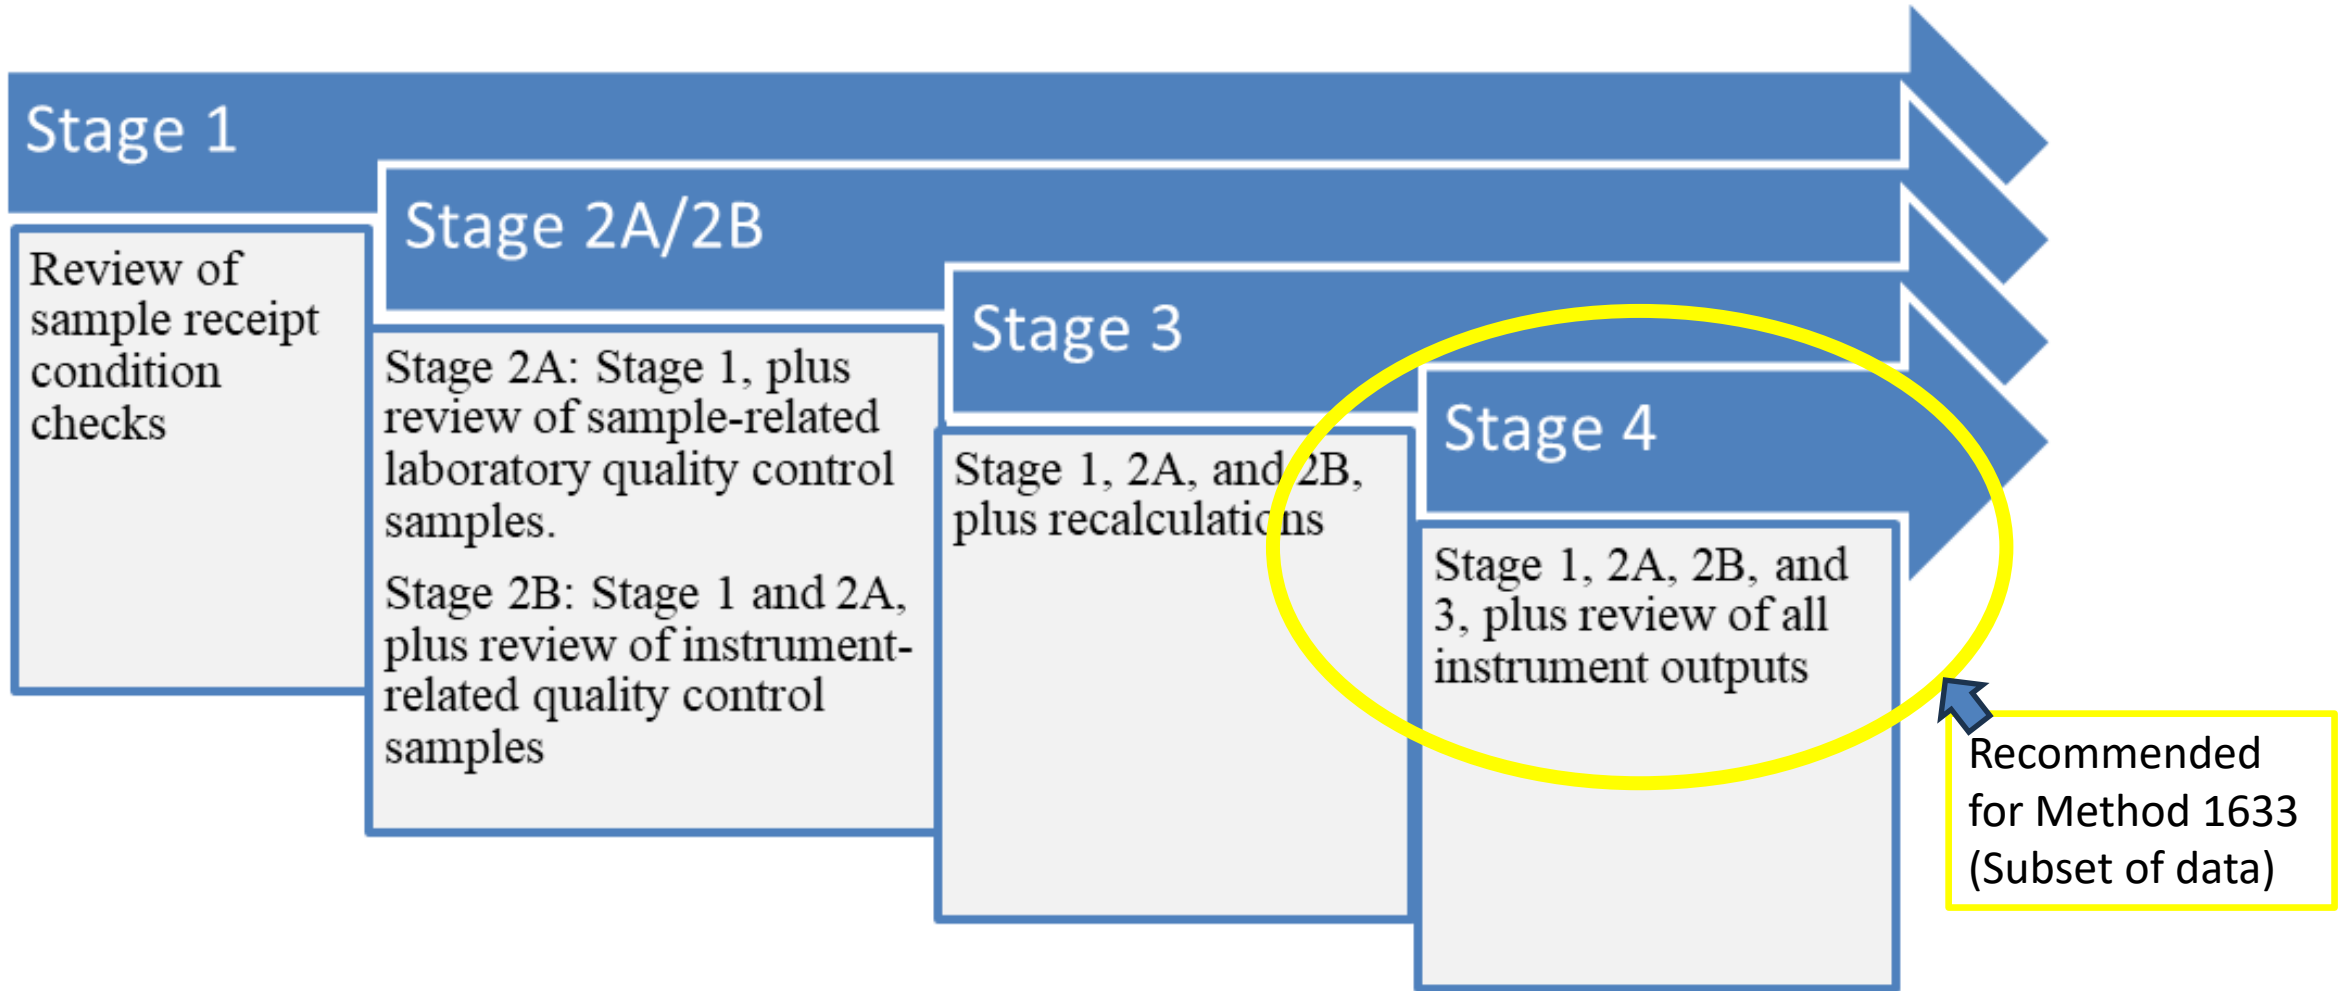 Stage 1
Review of
sample receipt
condition
checks
Stage 2A/2B
Stage 2A: Stage 1, plus
review of sample-related
laboratory quality control
samples.
Stage 2B: Stage 1 and 2A,
plus review of instrument-
related quality control
samples
Stage 3
Stage 1, 2A, and 2B,
plus recalculations
Stage 4
Stage 1, 2A, 2B, and
3, plus review of all
instrument outputs
Recommended
for Method 1633
(Subset of data)